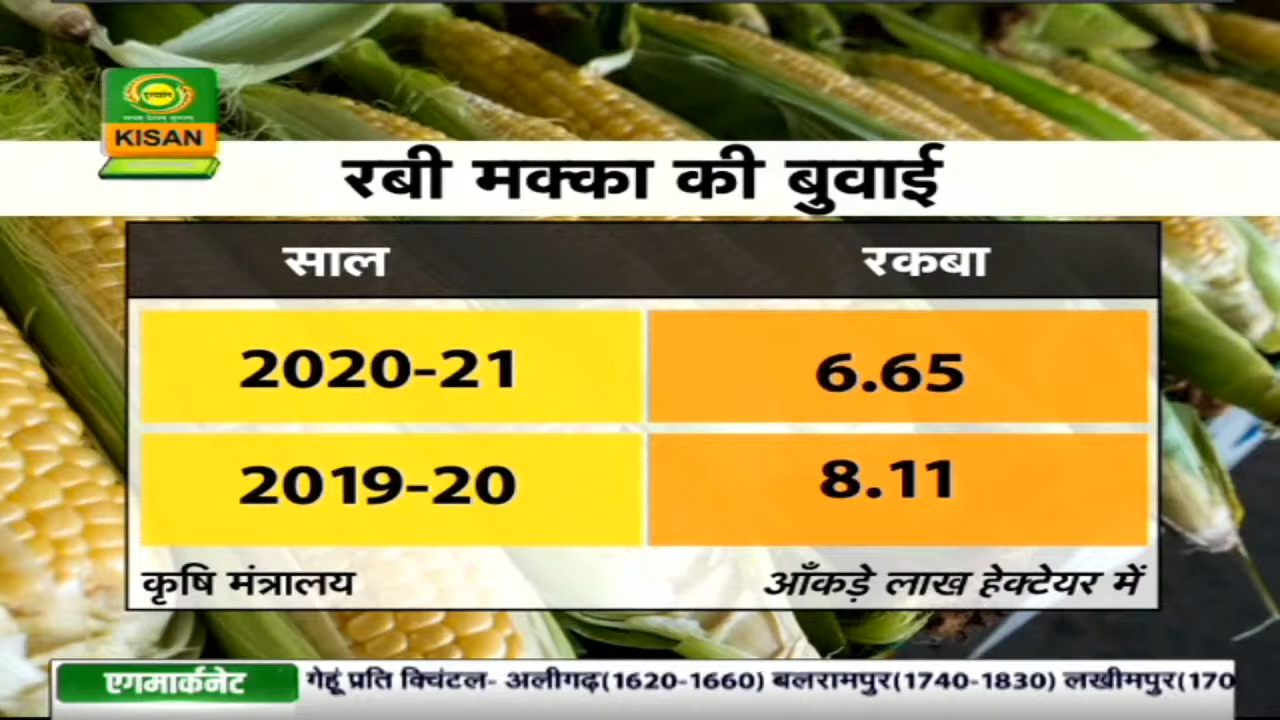 KISAN
रबी मक्का की बुवाई
साल रकबा
2020-21 6.65
2019-20 8.11
कृषि मंत्रालय आँकड़े लाख हेक्टेयर में
एगमार्कनेट गेहूं प्रति क्विंटल- अलीगढ़(1620-1660) बलरामपुर(1740-1830) लखीमपुर(170